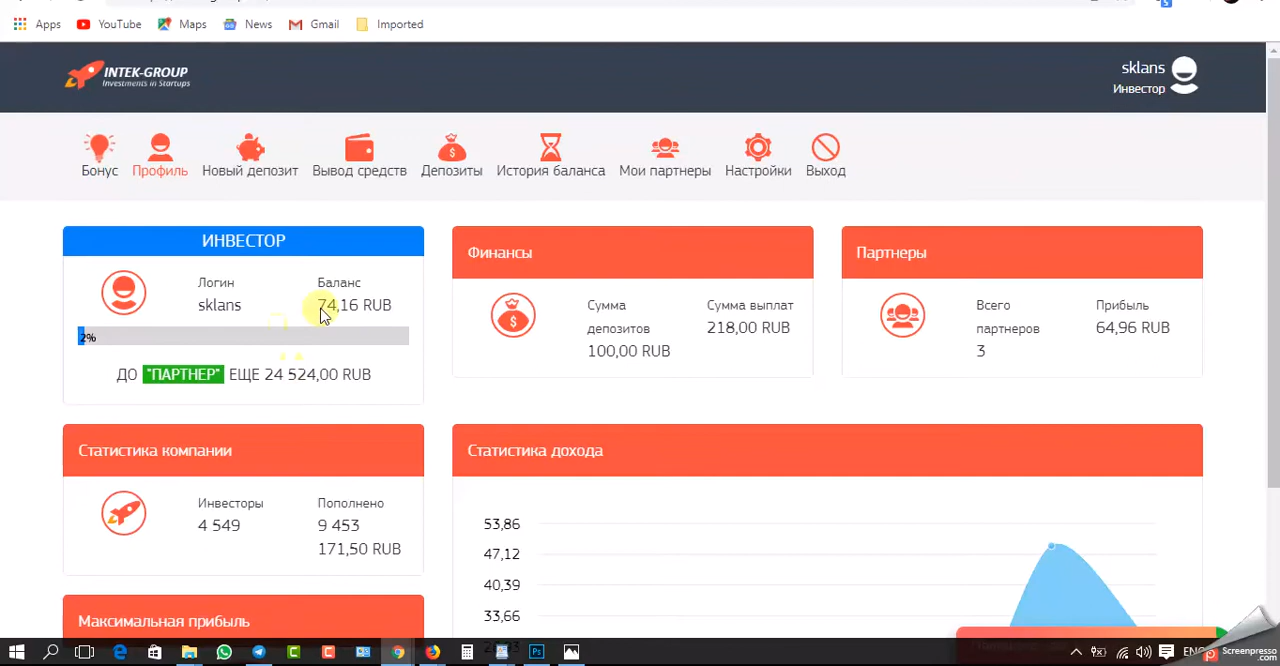 Apps YouTube Maps News Gmail Imported
INTEK-GROUP
Investments in Startups
sklans
Инвестор
Бонус Профиль Новый депозит Вывод средств Депозиты История баланса Мои партнеры Настройки Выход
ИНВЕСТОР
Логин Баланс
sklans 74,16 RUB
2%
ДО "ПАРТНЕР" ЕЩЕ 24 524,00 RUB
Финансы
Сумма депозитов
100,00 RUB
Сумма выплат
218,00 RUB
Партнеры
Всего партнеров
3
Прибыль
64,96 RUB
Статистика компании
Инвесторы
4 549
Пополнено
9 453
171,50 RUB
Статистика дохода
53,86
47,12
40,39
33,66
Максимальная прибыль
ENG
Screenpresso
.com